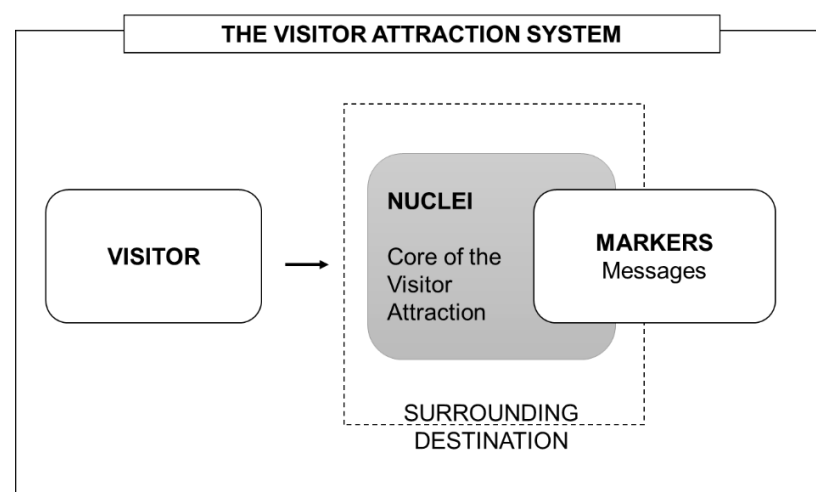 THE VISITOR ATTRACTION SYSTEM
VISITOR
NUCLEI
Core of the
Visitor
Attraction
MARKERS
Messages
SURROUNDING
DESTINATION